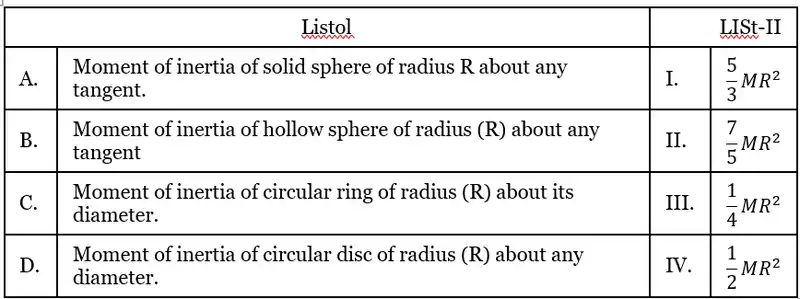 Listol LISt-II
A. Moment of inertia of solid sphere of radius R about any
tangent. I. 5/3 MR²
B. Moment of inertia of hollow sphere of radius (R) about any
tangent II. 7/5 MR²
C. Moment of inertia of circular ring of radius (R) about its
diameter. III. 1/4 MR²
D. Moment of inertia of circular disc of radius (R) about any
diameter. IV. 1/2 MR²